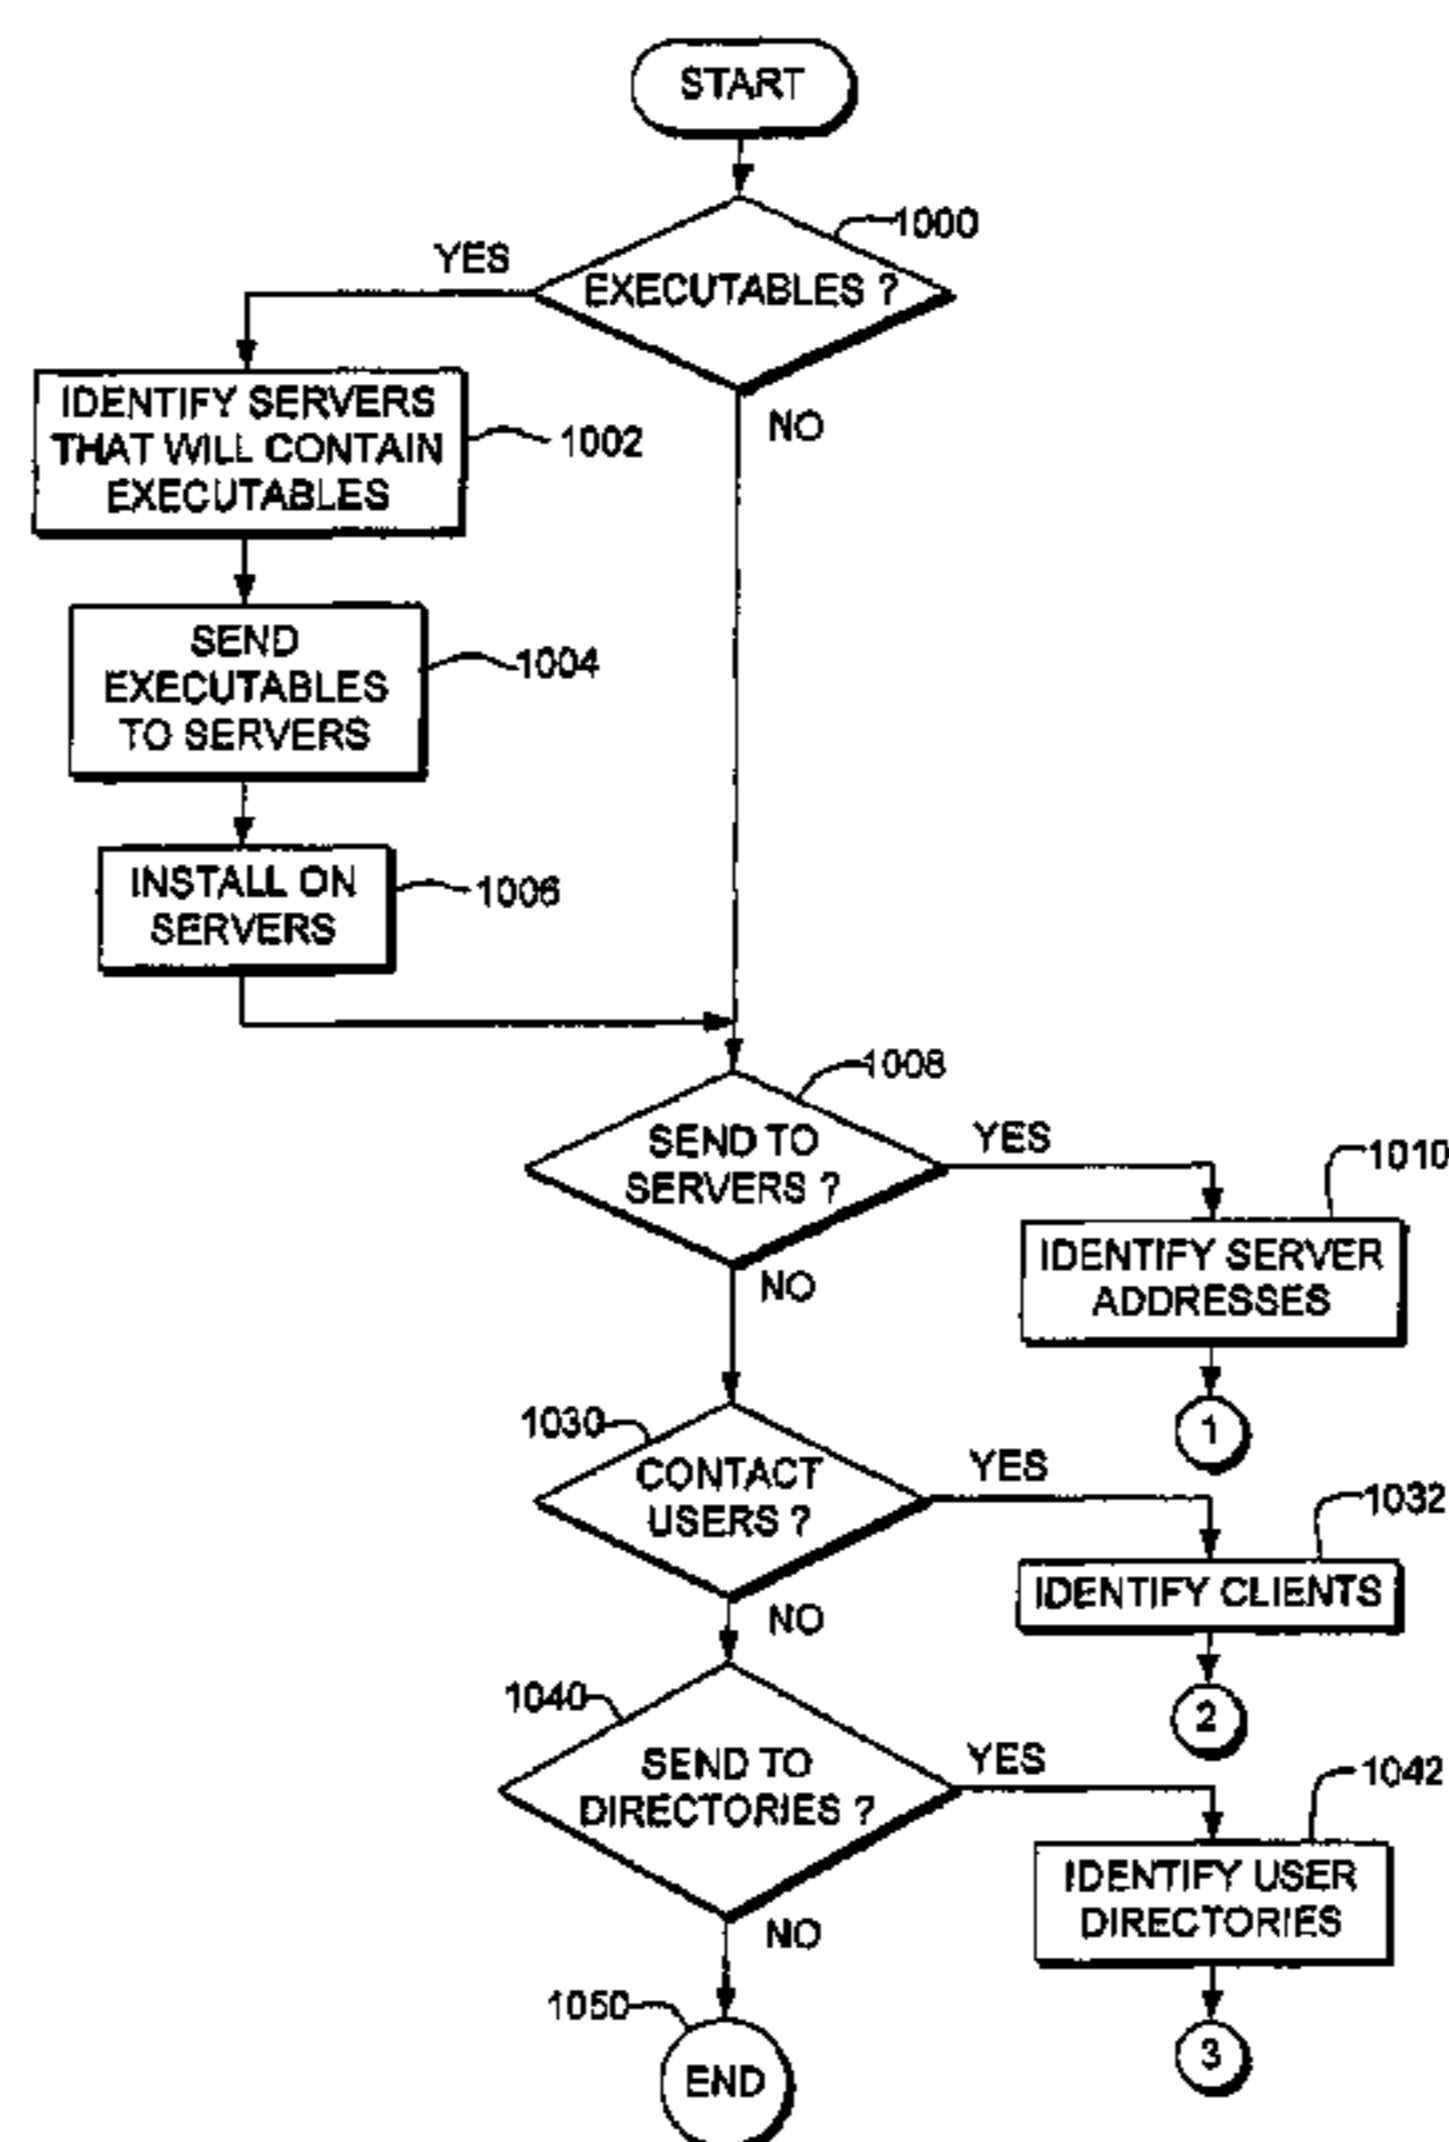 START
1000
YES
EXECUTABLES ?
NO
IDENTIFY SERVERS
THAT WILL CONTAIN
EXECUTABLES
1002
SEND
EXECUTABLES
TO SERVERS
1004
INSTALL ON
SERVERS
1006
1008
SEND TO
SERVERS ?
YES
1010
IDENTIFY SERVER
ADDRESSES
NO
1
1030
CONTACT
USERS ?
YES
1032
IDENTIFY CLIENTS
NO
2
1040
SEND TO
DIRECTORIES ?
YES
1042
IDENTIFY USER
DIRECTORIES
NO
3
1050
END